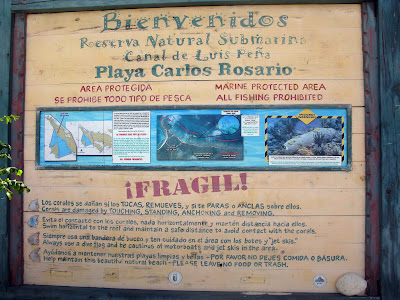 Bienvenidos
Reserva Natural Submarina
Canal de Luis Peña
Playa Carlos Rosario
AREA PROTEGIDA
SE PROHIBE TODO TIPO DE PESCA
MARINE PROTECTED AREA
ALL FISHING PROHIBITED
¡FRAGIL!
Los corales se dañan si los TOCAS, REMUEVES, y si te PARAS o ANCLAS sobre ellos.
Corals are damaged by TOUCHING, STANDING, ANCHORING and REMOVING.
Evita el contacto con los corales, nada horizontalmente y mantén distancia hacia ellos.
Swim horizontal to the reef and maintain a safe distance to avoid contact with the corals.
Siempre usa una bandera de buceo y ten cuidado en el área con los botes y "jet skis."
Always use a dive flag and be cautious of motorboats and jet skis in the area.
Ayúdanos a mantener nuestras playas limpias y bellas - POR FAVOR NO DEJES COMIDA O BASURA.
Help maintain this beautiful natural beach - PLEASE LEAVE NO FOOD OR TRASH.